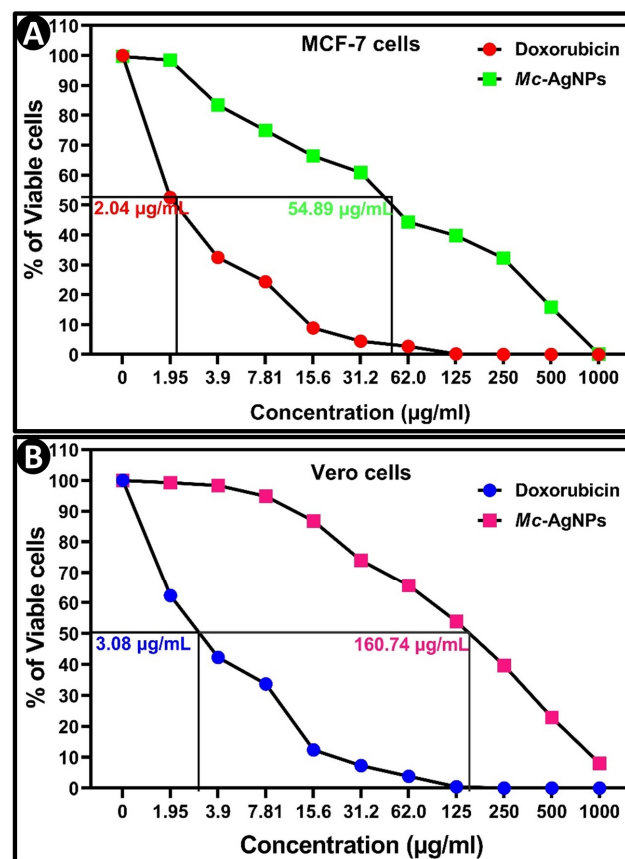 A
MCF-7 cells
Doxorubicin
Mc-AgNPs
% of Viable cells
110
100
90
80
70
60
50
40
30
20
10
0
2.04 µg/mL
54.89 µg/mL
0 1.95 3.9 7.81 15.6 31.2 62.0 125 250 500 1000
Concentration (µg/ml)
B
Vero cells
Doxorubicin
Mc-AgNPs
% of Viable cells
110
100
90
80
70
60
50
40
30
20
10
0
3.08 µg/mL
160.74 µg/mL
0 1.95 3.9 7.81 15.6 31.2 62.0 125 250 500 1000
Concentration (µg/ml)